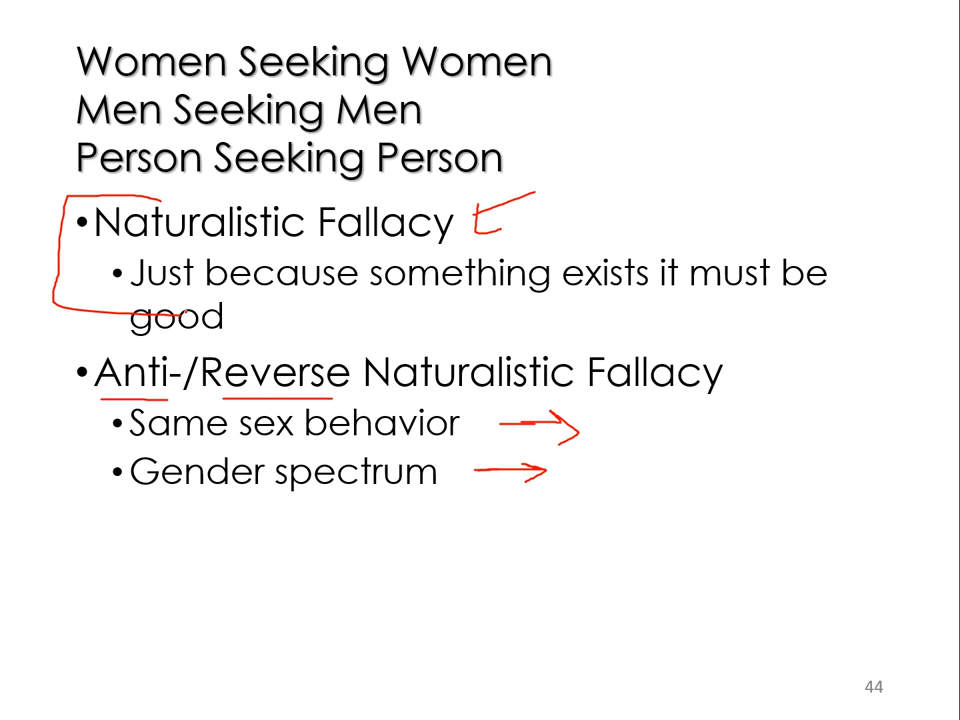 Women Seeking Women
Men Seeking Men
Person Seeking Person
•Naturalistic Fallacy
•Just because something exists it must be
good
•Anti-/Reverse Naturalistic Fallacy
•Same sex behavior
•Gender spectrum
44